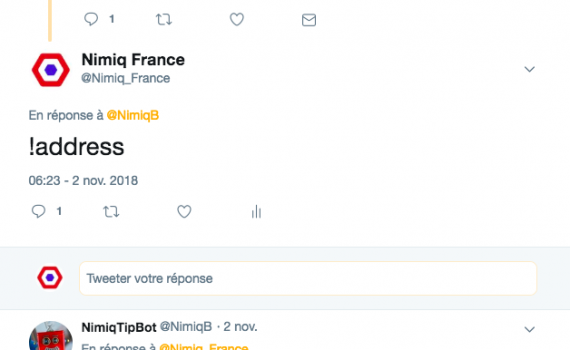 1
Nimiq France
@Nimiq_France
En réponse à @NimiqB
!address
06:23 - 2 nov. 2018
1
Tweeter votre réponse
NimiqTipBot @NimiqB · 2 nov.
En réponse à @Nimiq_France